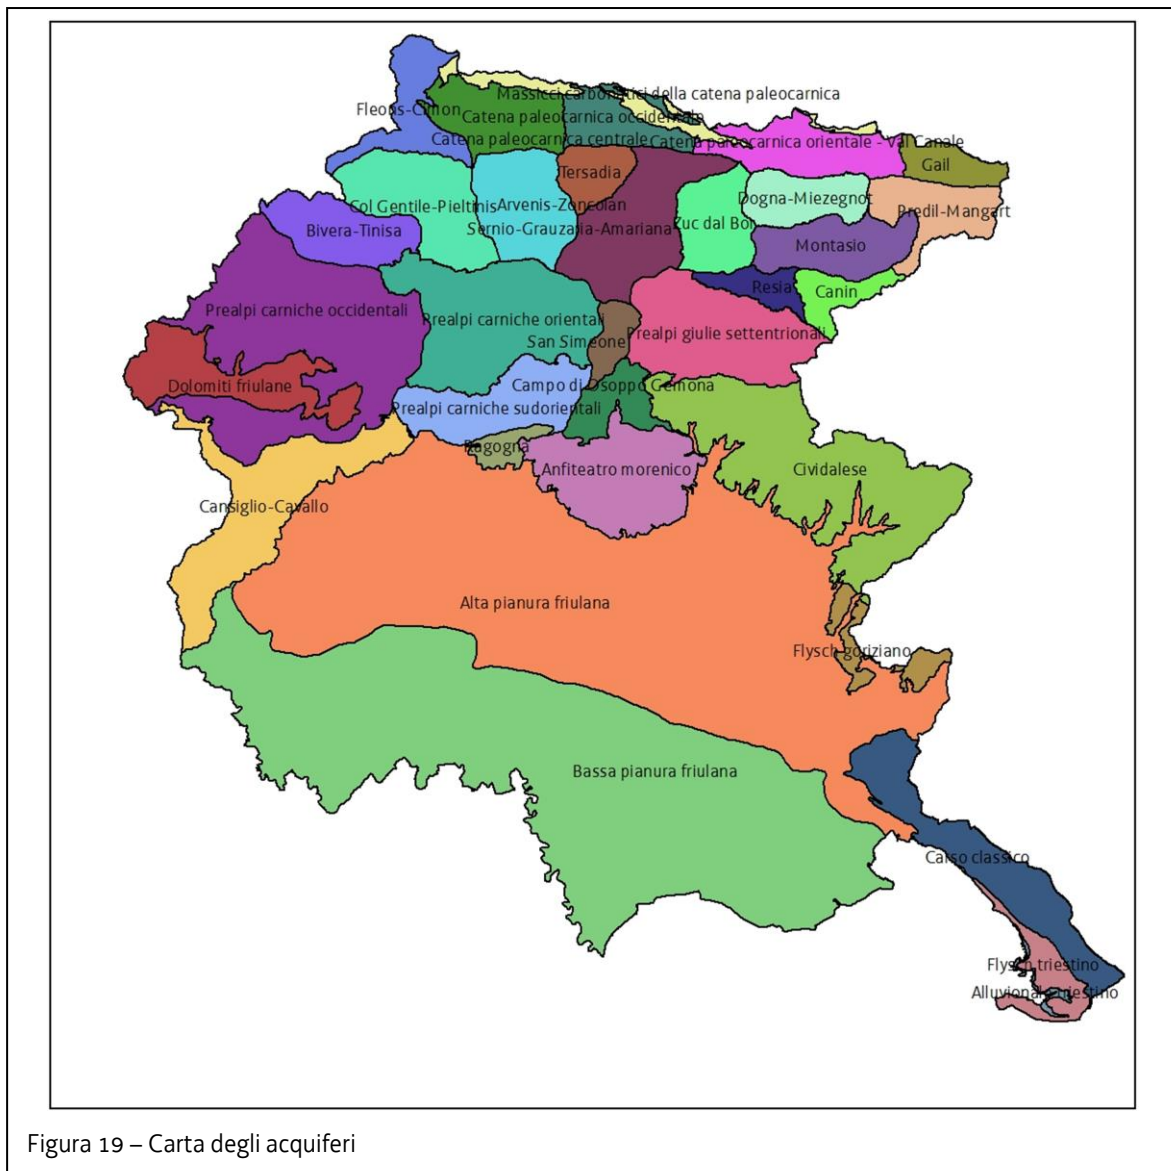 Massicci carbonatici della catena paleocarnica
Fleons-Cimon
Catena paleocarnica occidentale
Catena paleocarnica centrale
Catena paleocarnica orientale - Val Canale
Gail
Tersadia
Dogna-Miezegnot
Col Gentile-Pieltinis
Arvenis-Zoncolan
Predil-Mangart
Bivera-Tinisa
Sernio-Grauzaria-Amariana
Zuc dal Bor
Montasio
Resia
Canin
Prealpi carniche occidentali
Prealpi carniche orientali
Prealpi giulie settentrionali
San Simeone
Dolomiti friulane
Campo di Osoppo Gemona
Prealpi carniche sudorientali
Ragogna
Anfiteatro morenico
Cividalese
Cansiglio-Cavallo
Alta pianura friulana
Flysch goriziano
Bassa pianura friulana
Carso classico
Flysch triestino
Alluvionale triestino
Figura 19 – Carta degli acquiferi